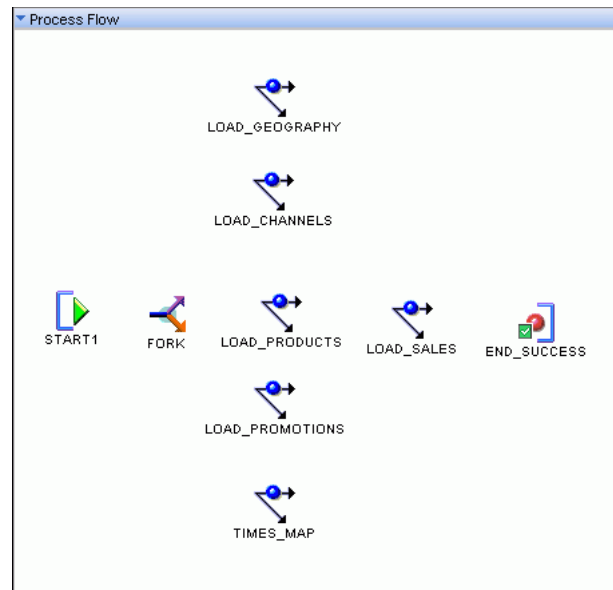 Process Flow
LOAD_GEOGRAPHY
LOAD_CHANNELS
START1
FORK
LOAD_PRODUCTS
LOAD_SALES
END_SUCCESS
LOAD_PROMOTIONS
TIMES_MAP